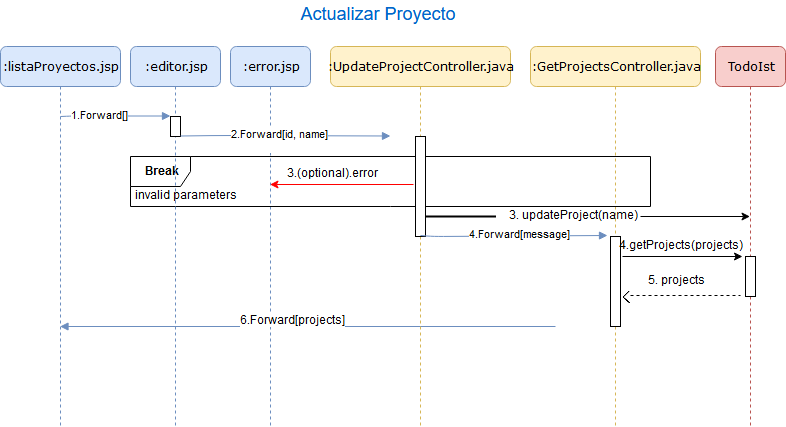 Actualizar Proyecto
:listaProyectos.jsp
:editor.jsp
:error.jsp
:UpdateProjectController.java
:GetProjectsController.java
TodoIst
1.Forward[]
2.Forward[id, name]
Break
3.(optional).error
invalid parameters
3. updateProject(name)
4.Forward[message]
4.getProjects(projects)
5. projects
6.Forward[projects]